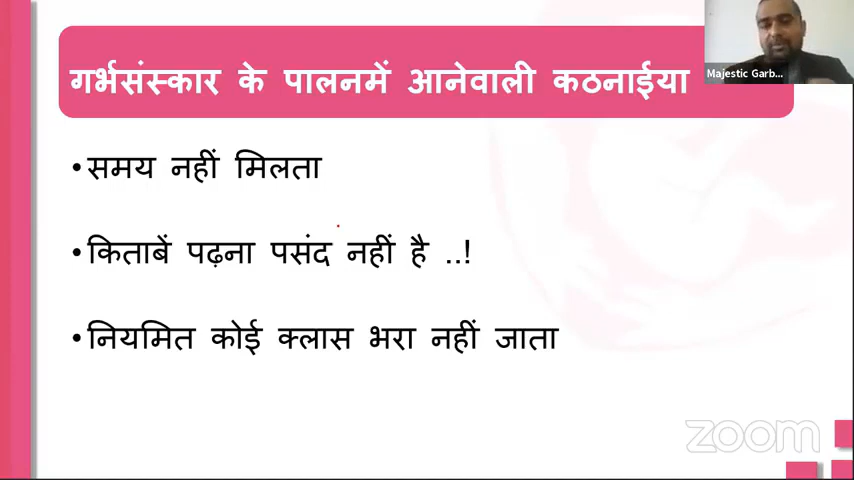 गर्भसंस्कार के पालनमें आनेवाली कठनाईया
Majestic Garb...
•समय नहीं मिलता
•किताबें पढ़ना पसंद नहीं है ..!
•नियमित कोई क्लास भरा नहीं जाता
zoom